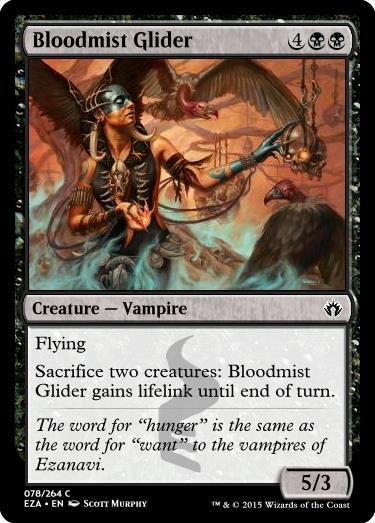 Bloodmist Glider 4
Creature — Vampire
Flying
Sacrifice two creatures: Bloodmist
Glider gains lifelink until end of turn.
The word for “hunger” is the same as
the word for “want” to the vampires of
Ezanavi.
5/3
078/264 C
EZA • EN Scott Murphy
™ & © 2015 Wizards of the Coast